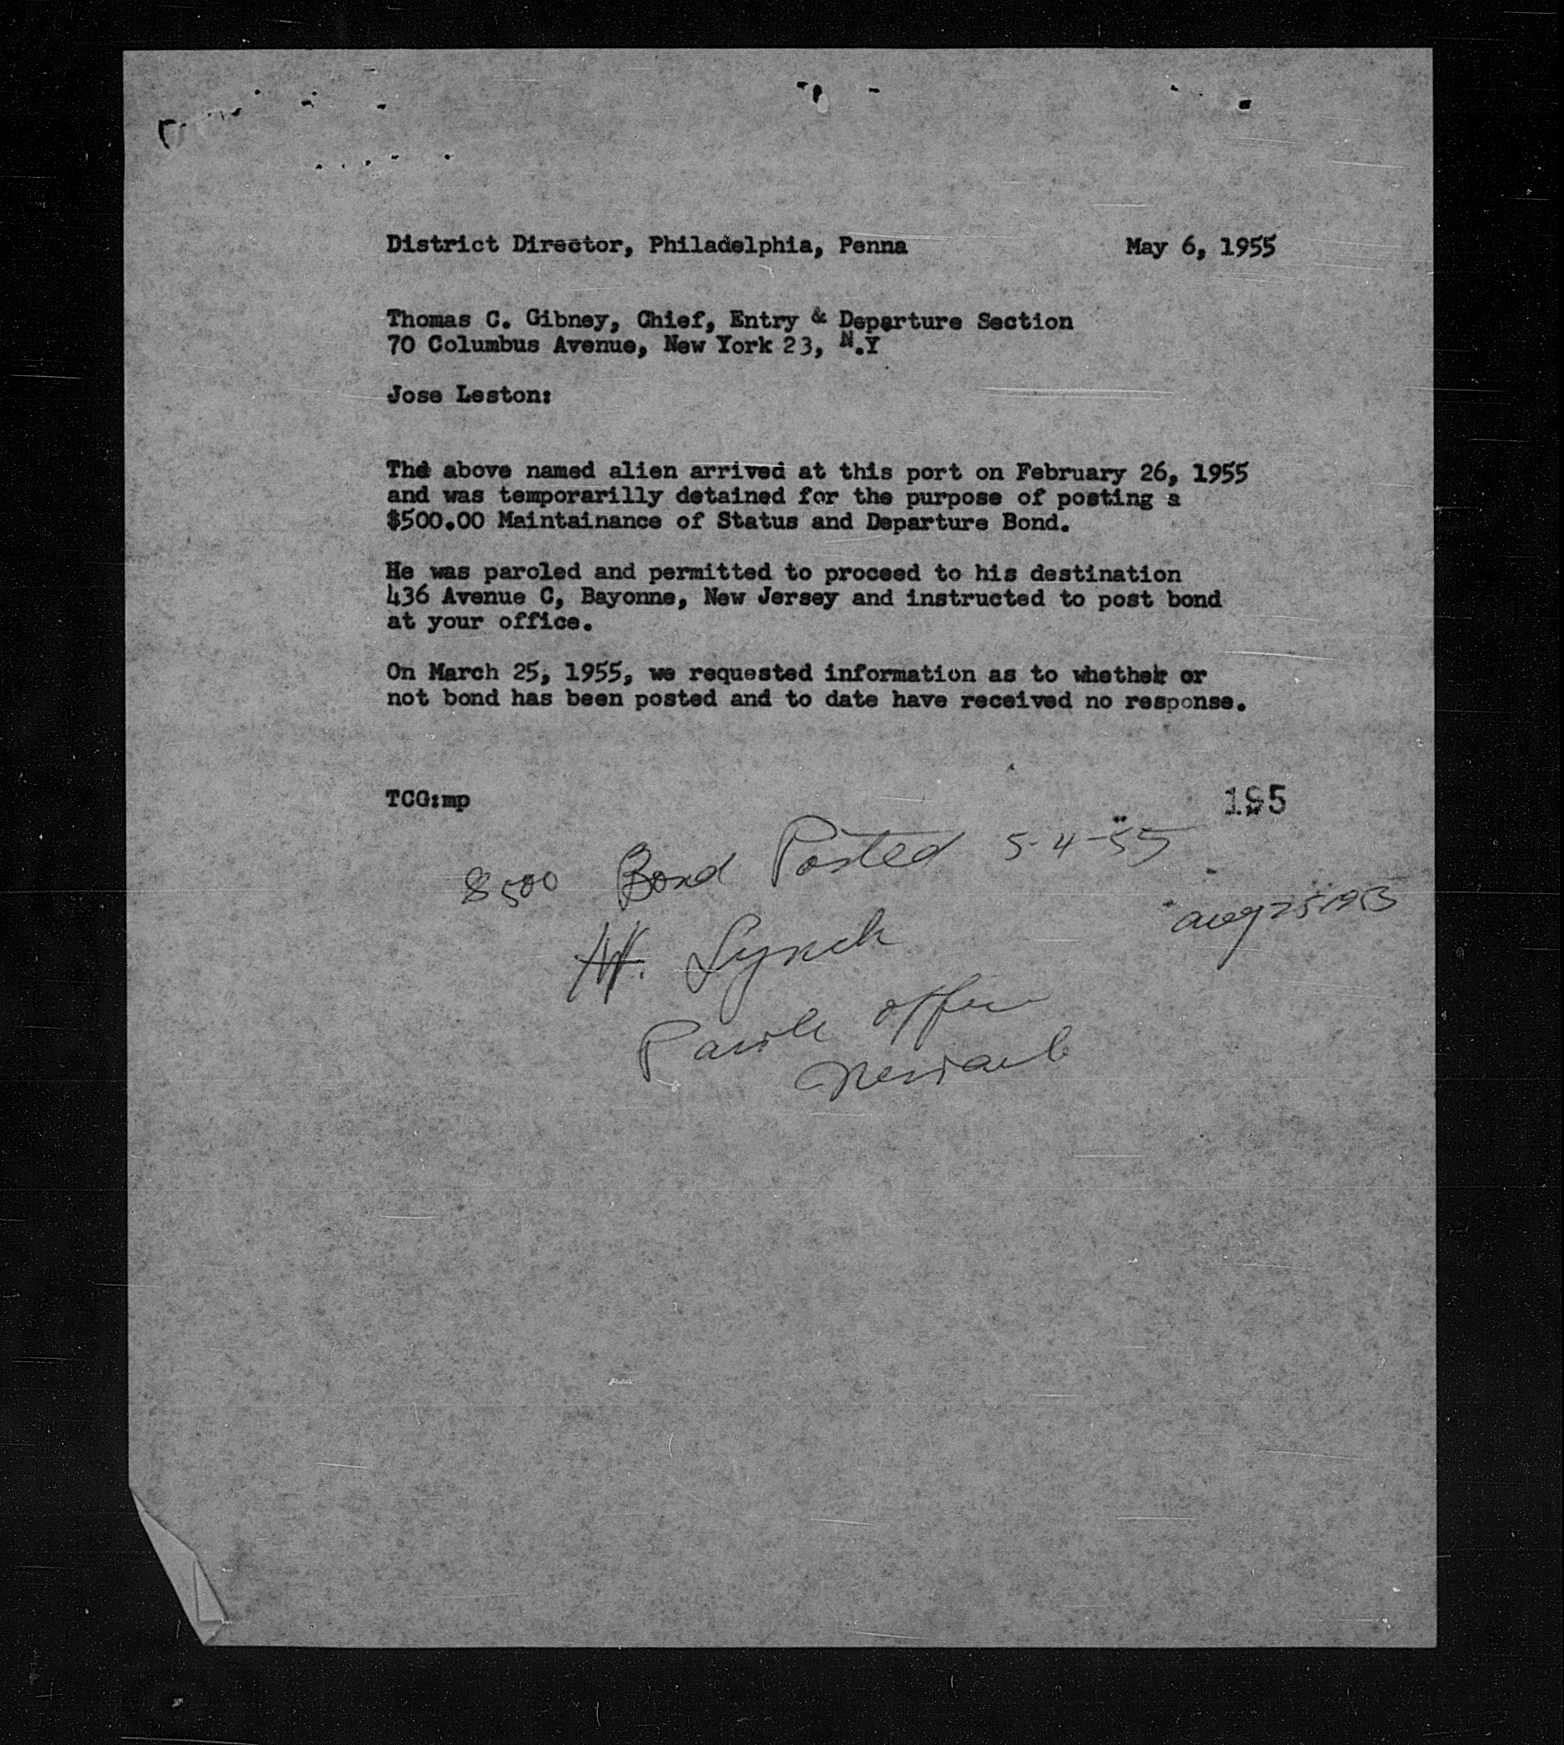 District Director, Philadelphia, Penna May 6, 1955
Thomas C. Gibney, Chief, Entry & Departure Section
70 Columbus Avenue, New York 23, N.Y
Jose Leston:
The above named alien arrived at this port on February 26, 1955
and was temporarilly detained for the purpose of posting a
$500.00 Maintainance of Status and Departure Bond.
He was paroled and permitted to proceed to his destination
436 Avenue C, Bayonne, New Jersey and instructed to post bond
at your office.
On March 25, 1955, we requested information as to whether or
not bond has been posted and to date have received no response.
TCG:mp
195
$500 Bond Posted 5-4-55
Lynch
Parole Officer
Newark